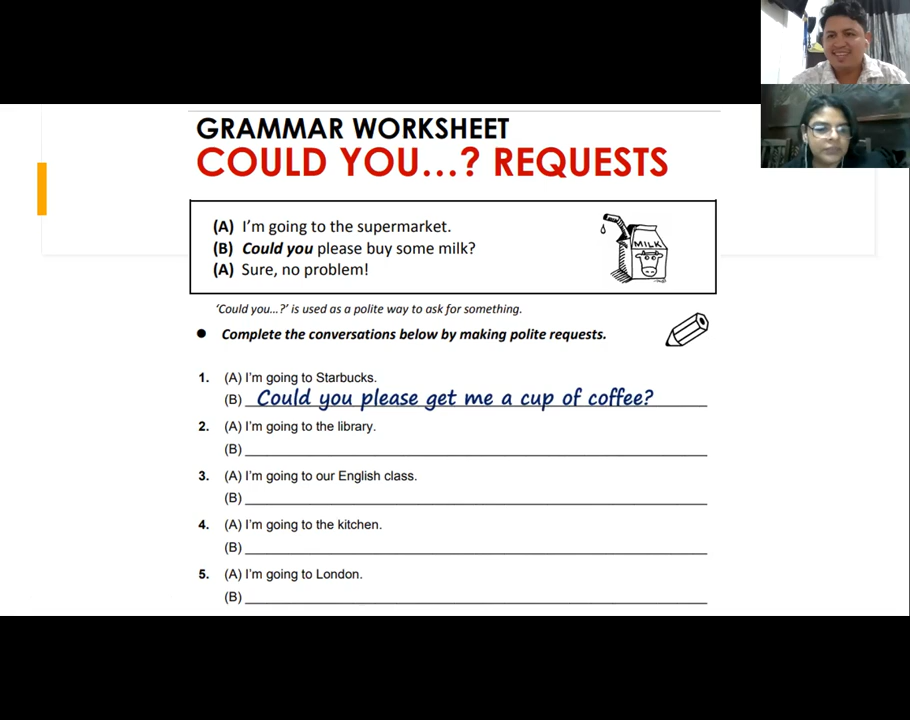 GRAMMAR WORKSHEET
COULD YOU...? REQUESTS
(A) I'm going to the supermarket.
(B) Could you please buy some milk?
(A) Sure, no problem!
MILK
'Could you...?' is used as a polite way to ask for something.
● Complete the conversations below by making polite requests.
1. (A) I'm going to Starbucks.
(B) Could you please get me a cup of coffee?
2. (A) I'm going to the library.
(B)
3. (A) I'm going to our English class.
(B)
4. (A) I'm going to the kitchen.
(B)
5. (A) I'm going to London.
(B)